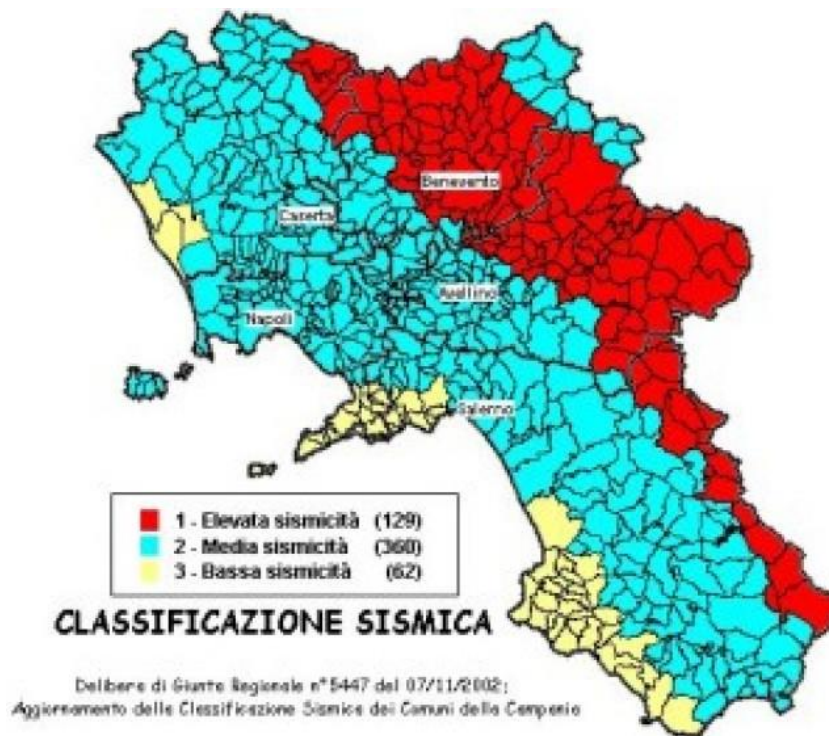 Benevento
Caserta
Avellino
Napoli
Salerno
1 - Elevata sismicità (129)
2 - Media sismicità (360)
3 - Bassa sismicità (62)
CLASSIFICAZIONE SISMICA
Delibera di Giunta Regionale n°5447 del 07/11/2002;
Aggiornamento della Classificazione Sismica dei Comuni della Campania